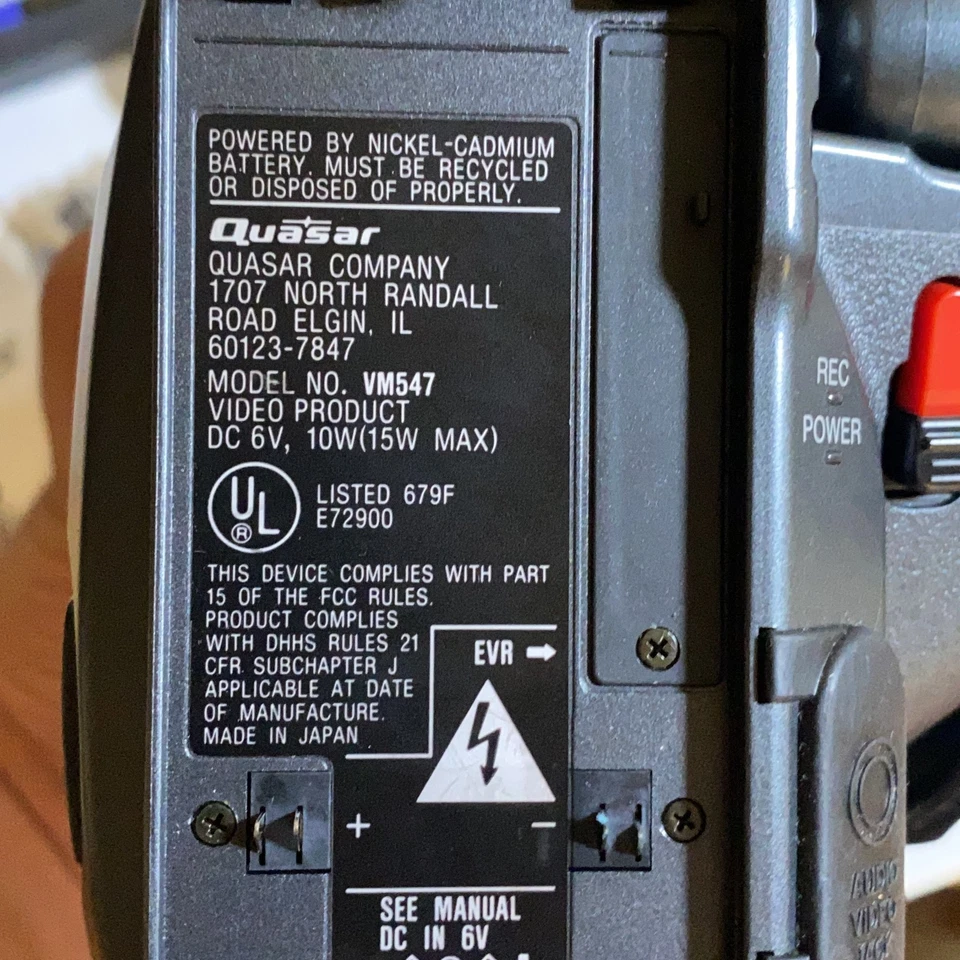 POWERED BY NICKEL-CADMIUM
BATTERY. MUST BE RECYCLED
OR DISPOSED OF PROPERLY.
Quasar
QUASAR COMPANY
1707 NORTH RANDALL
ROAD ELGIN, IL
60123-7847
MODEL NO. VM547
VIDEO PRODUCT
DC 6V, 10W(15W MAX)
UL
®
LISTED 679F
E72900
THIS DEVICE COMPLIES WITH PART
15 OF THE FCC RULES.
PRODUCT COMPLIES
WITH DHHS RULES 21
CFR SUBCHAPTER J
APPLICABLE AT DATE
OF MANUFACTURE.
MADE IN JAPAN
EVR →
+ −
SEE MANUAL
DC IN 6V
REC
POWER
AUDIO
VIDEO
JACK